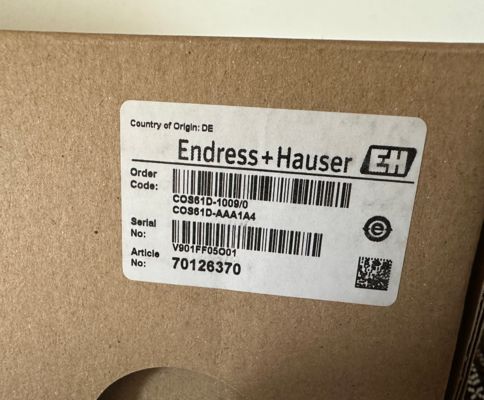 Country of Origin: DE
Endress+Hauser EH
Order
Code:
COS61D-1009/0
COS61D-AAA1A4
Serial
No:
V901FF05O01
Article
No: 70126370